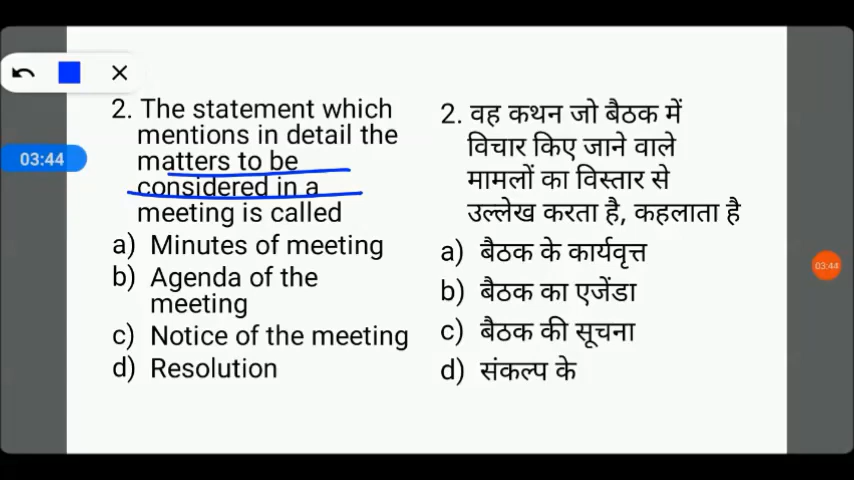 03:44
2. The statement which
mentions in detail the
matters to be
considered in a
meeting is called
a) Minutes of meeting
b) Agenda of the
meeting
c) Notice of the meeting
d) Resolution
2. वह कथन जो बैठक में
विचार किए जाने वाले
मामलों का विस्तार से
उल्लेख करता है, कहलाता है
a) बैठक के कार्यवृत्त
b) बैठक का एजेंडा
c) बैठक की सूचना
d) संकल्प के
03:44